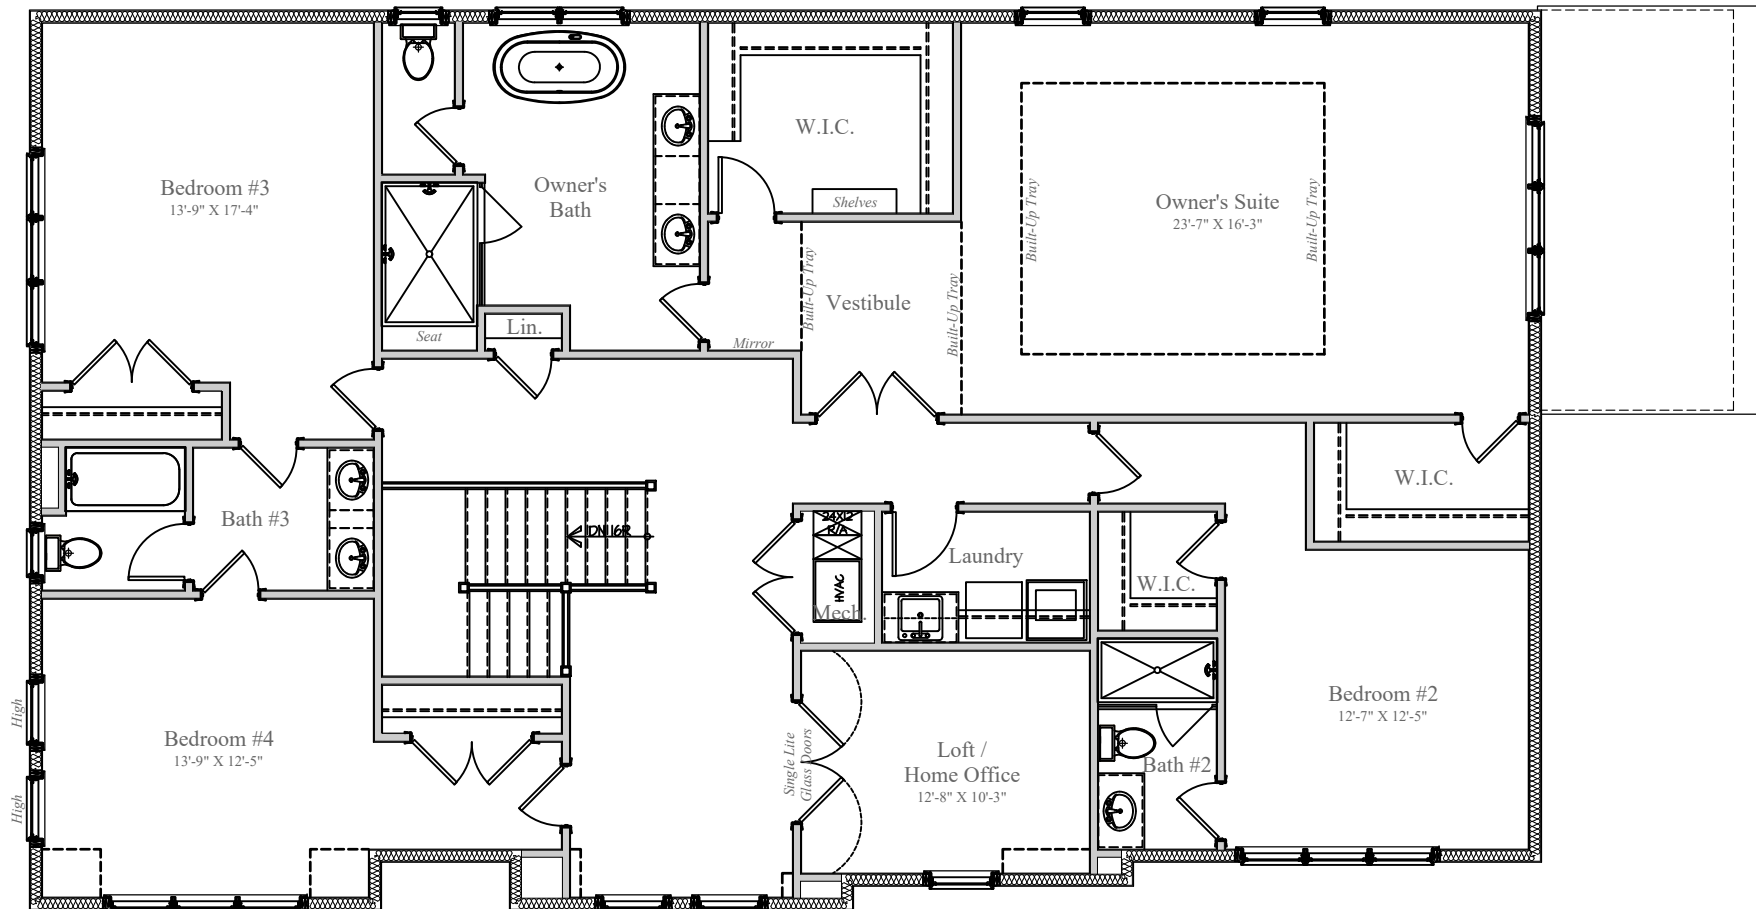 W.I.C.
Bedroom #3
13'-9" X 17'-4"
Owner's
Bath
Shelves
Built-Up Tray
Built-Up Tray
Owner's Suite
23'-7" X 16'-3"
Built-Up Tray
Vestibule
Built-Up Tray
Lin.
Seat
Mirror
W.I.C.
Bath #3
DN 16R
24X12
R/A
HVAC
Mech.
Laundry
W.I.C.
High
High
Bedroom #4
13'-9" X 12'-5"
Single Lite
Glass Doors
Loft /
Home Office
12'-8" X 10'-3"
Bath #2
Bedroom #2
12'-7" X 12'-5"